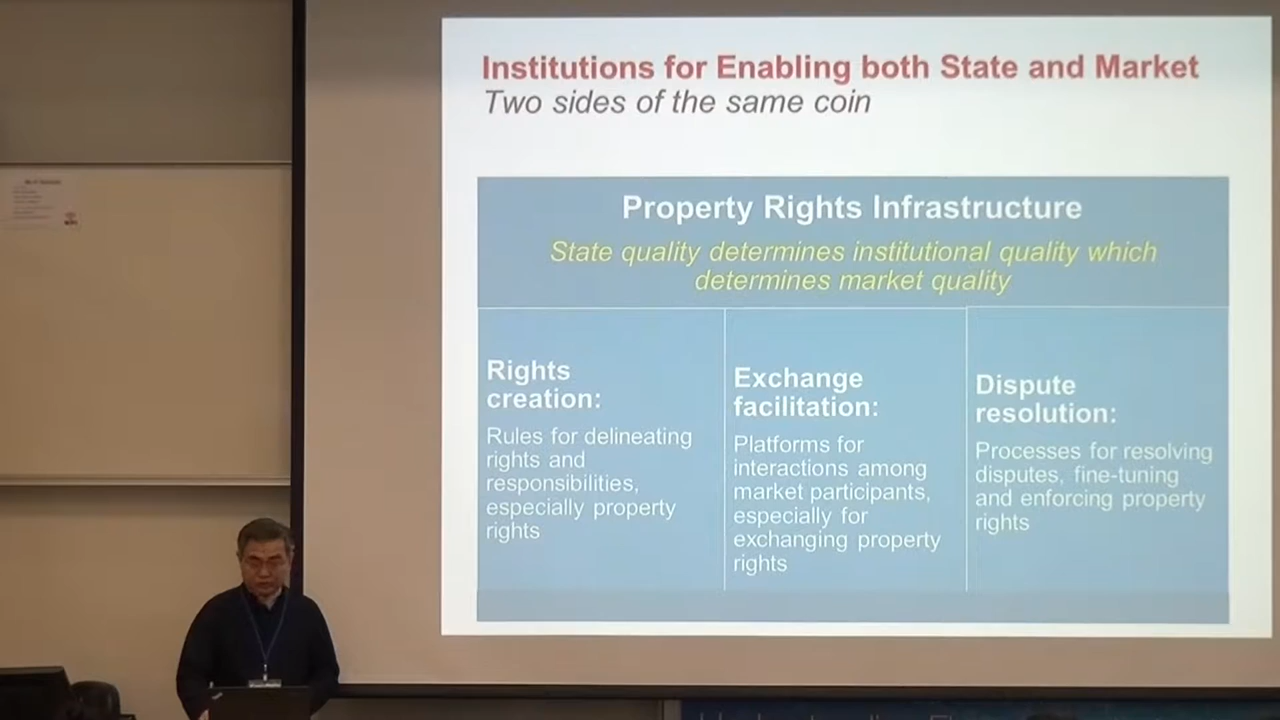 Institutions for Enabling both State and Market
Two sides of the same coin
Property Rights Infrastructure
State quality determines institutional quality which
determines market quality
Rights
creation:
Rules for delineating
rights and
responsibilities,
especially property
rights
Exchange
facilitation:
Platforms for
interactions among
market participants,
especially for
exchanging property
rights
Dispute
resolution:
Processes for resolving
disputes, fine-tuning
and enforcing property
rights